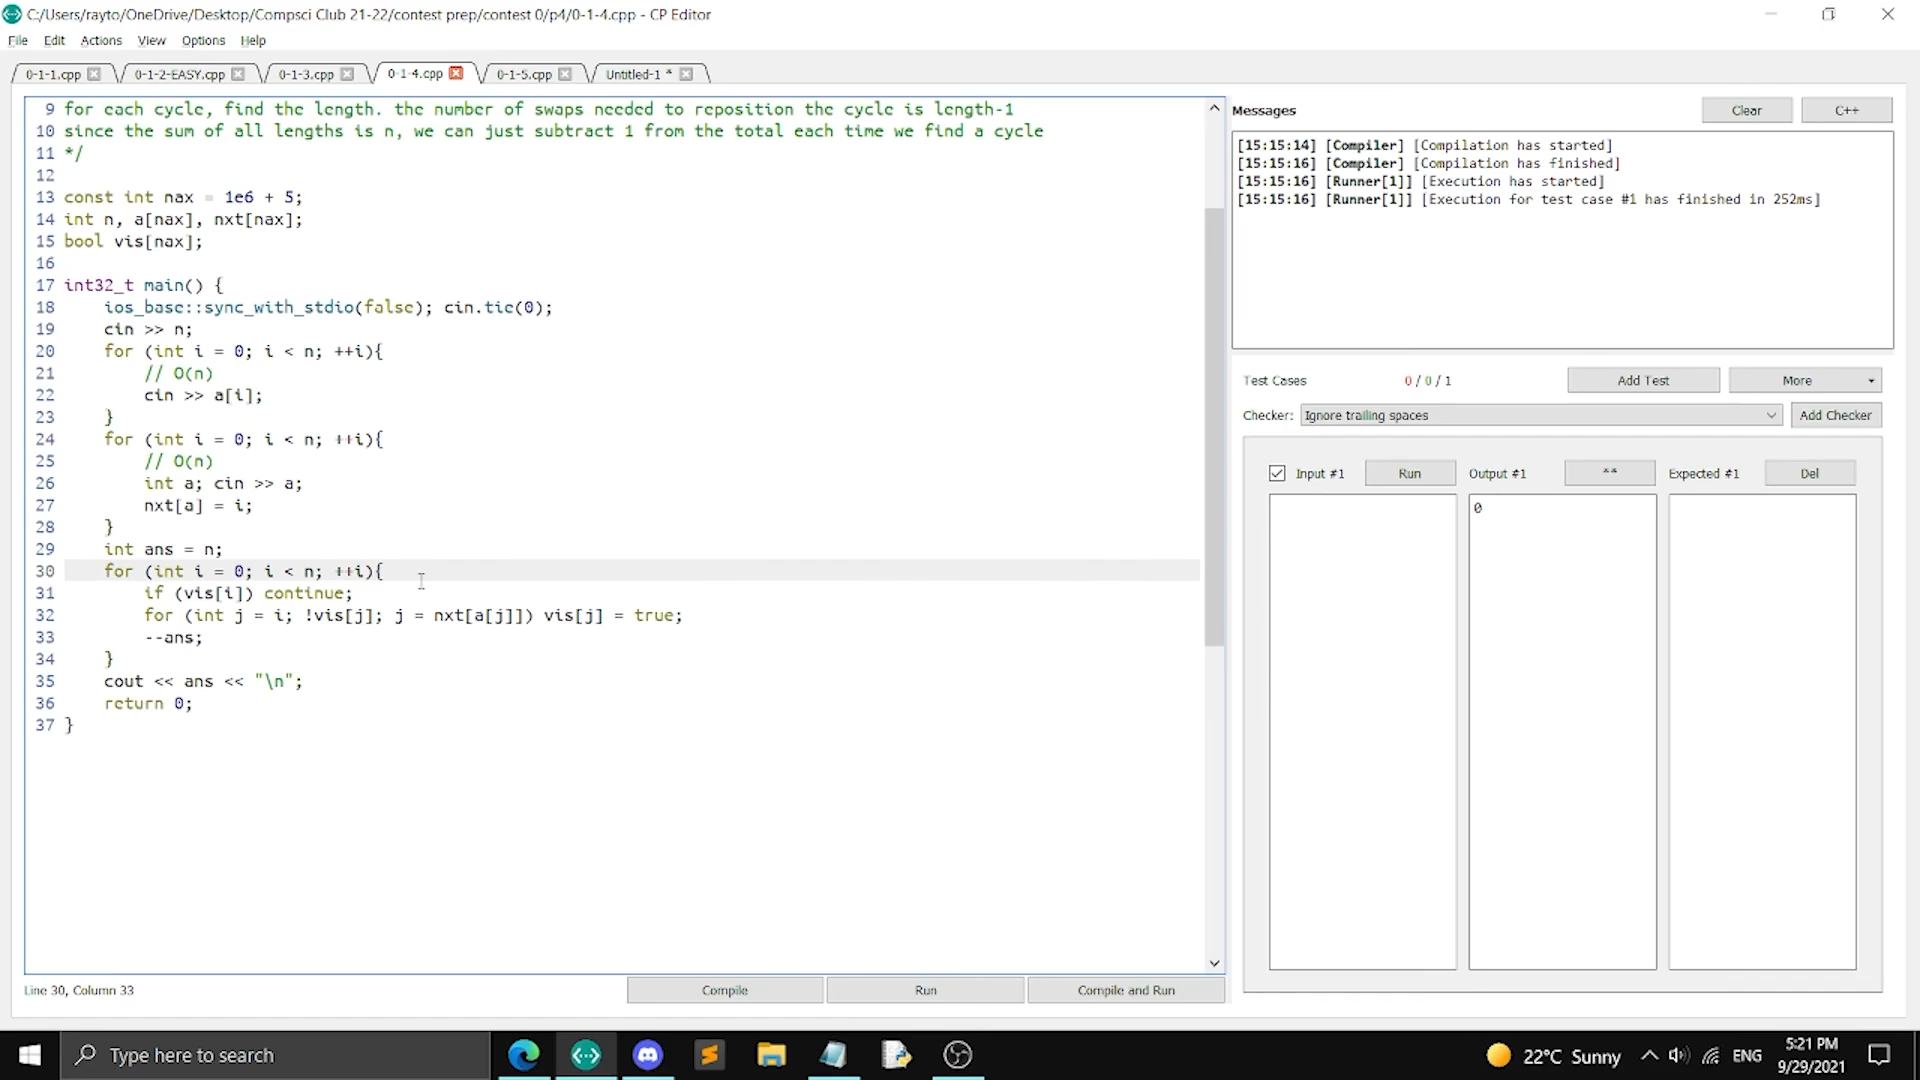 C:/Users/rayto/OneDrive/Desktop/Compsci Club 21-22/contest prep/contest 0/p4/0-1-4.cpp - CP Editor
File Edit Actions View Options Help
0-1-1.cpp 0-1-2-EASY.cpp 0-1-3.cpp 0-1-4.cpp 0-1-5.cpp Untitled-1 *
9 for each cycle, find the length. the number of swaps needed to reposition the cycle is length-1
10 since the sum of all lengths is n, we can just subtract 1 from the total each time we find a cycle
11 */
12
13 const int nax = 1e6 + 5;
14 int n, a[nax], nxt[nax];
15 bool vis[nax];
16
17 int32_t main() {
18 ios_base::sync_with_stdio(false); cin.tie(0);
19 cin >> n;
20 for (int i = 0; i < n; ++i){
21 // O(n)
22 cin >> a[i];
23 }
24 for (int i = 0; i < n; ++i){
25 // O(n)
26 int a; cin >> a;
27 nxt[a] = i;
28 }
29 int ans = n;
30 for (int i = 0; i < n; ++i){
31 if (vis[i]) continue;
32 for (int j = i; !vis[j]; j = nxt[a[j]]) vis[j] = true;
33 --ans;
34 }
35 cout << ans << "\n";
36 return 0;
37 }
Line 30, Column 33
Compile Run Compile and Run
Messages Clear C++
[15:15:14] [Compiler] [Compilation has started]
[15:15:16] [Compiler] [Compilation has finished]
[15:15:16] [Runner[1]] [Execution has started]
[15:15:16] [Runner[1]] [Execution for test case #1 has finished in 252ms]
Test Cases 0 / 0 / 1 Add Test More
Checker: Ignore trailing spaces Add Checker
Input #1 Run Output #1 ** Expected #1 Del
0
Type here to search
22°C Sunny ENG 5:21 PM
9/29/2021